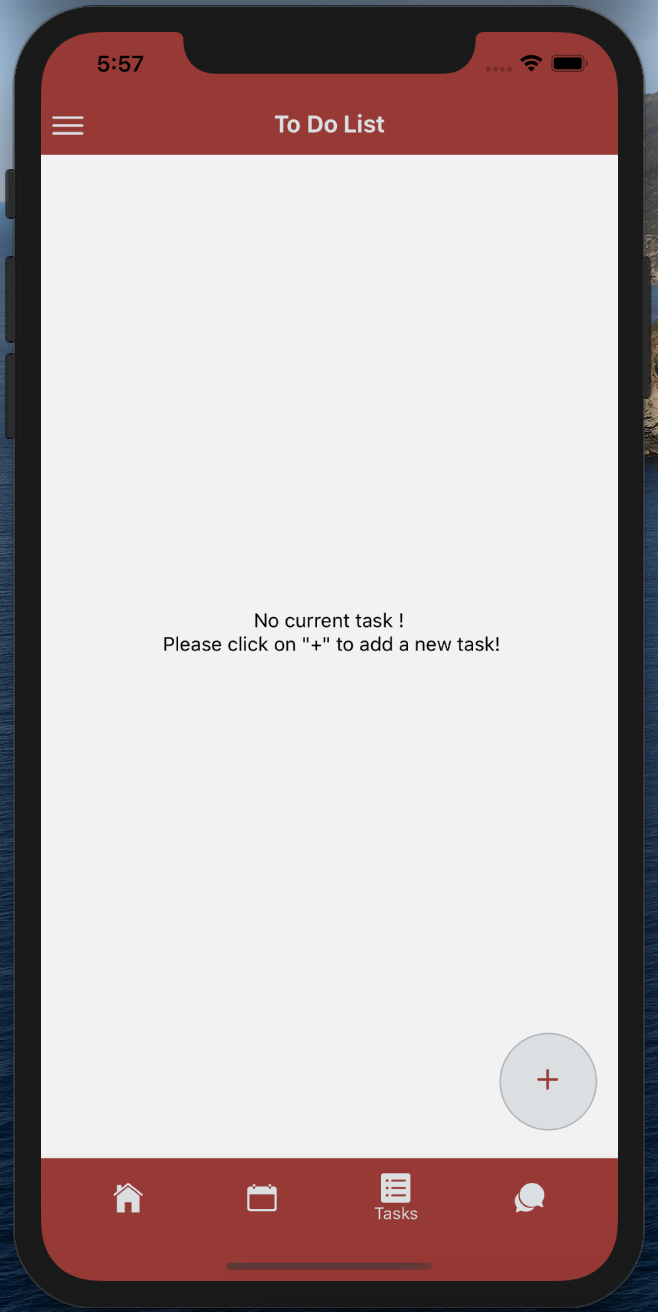 5:57
To Do List
No current task !
Please click on "+" to add a new task!
+
Tasks